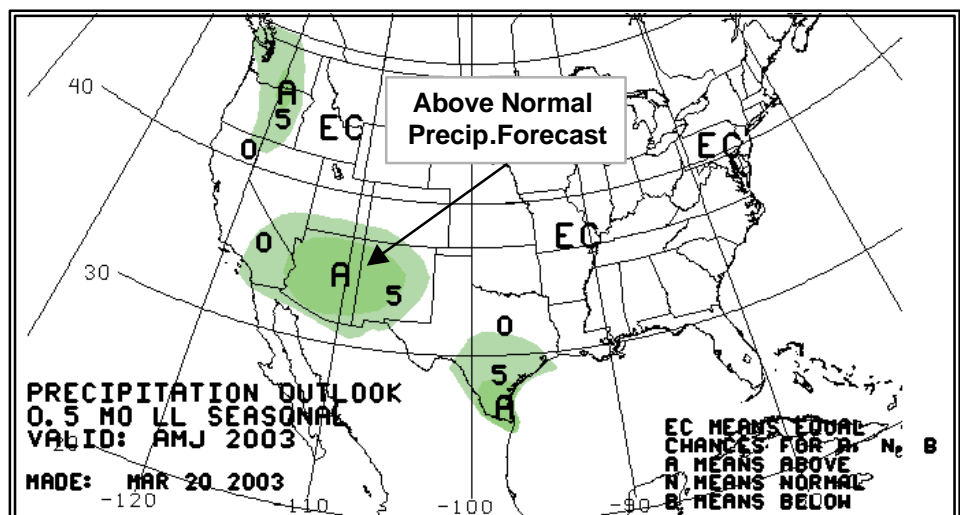 40
A
5
EC
Above Normal
Precip.Forecast
EC
0
EC
0
A
5
30
0
5
A
PRECIPITATION OUTLOOK
0.5 MO LL SEASONAL
VALID: AMJ 2003
20
MADE: MAR 20 2003
EC MEANS EQUAL
CHANCES FOR A, N, B
A MEANS ABOVE
N MEANS NORMAL
B MEANS BELOW
-120
-110
-100
-90